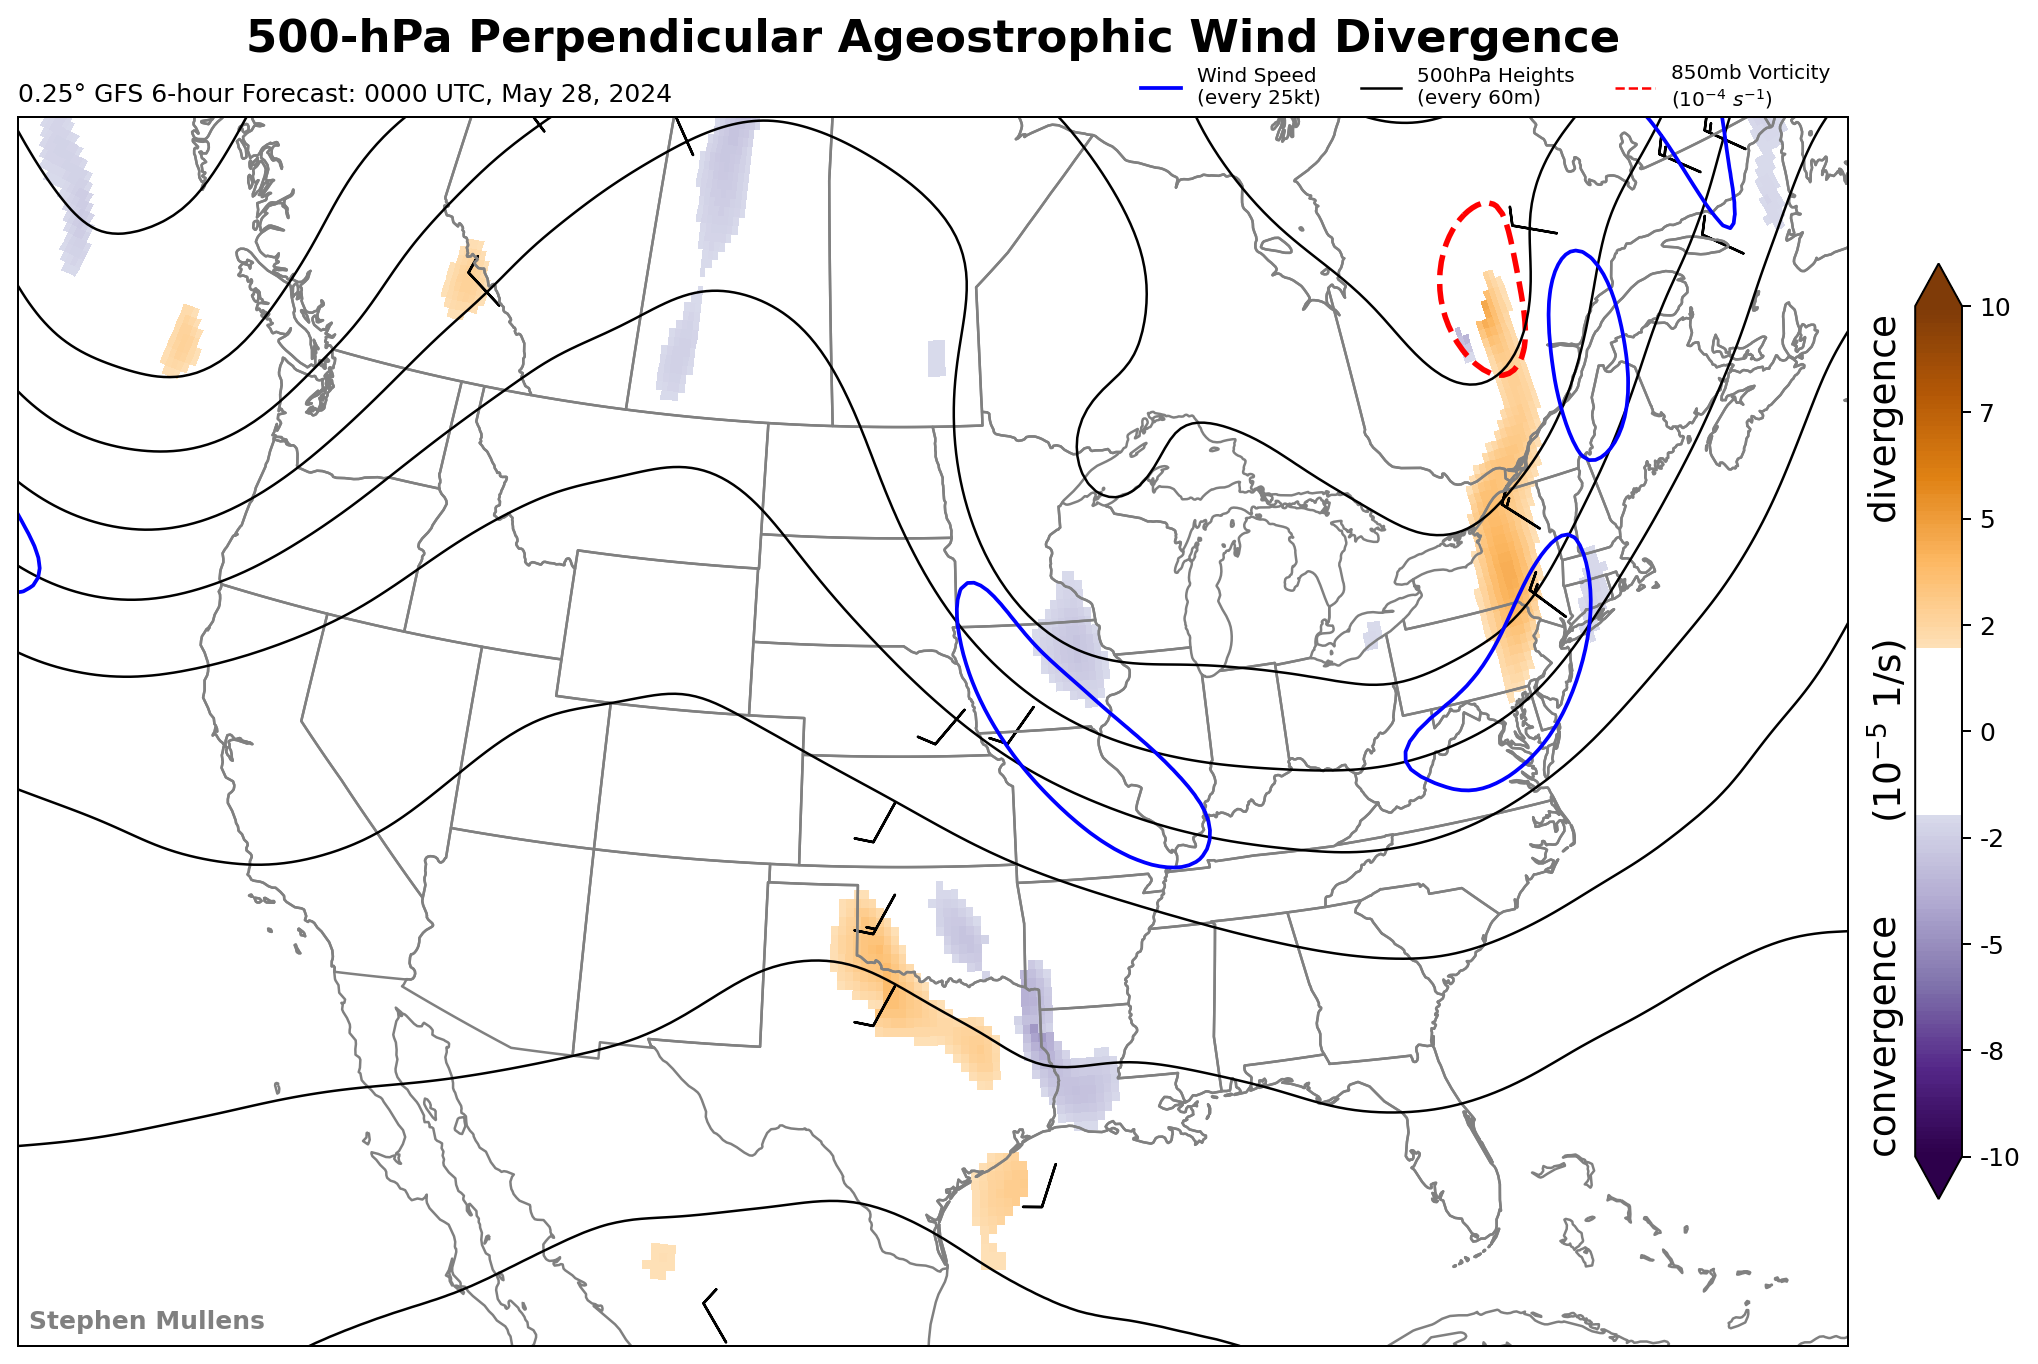 500-hPa Perpendicular Ageostrophic Wind Divergence
0.25° GFS 6-hour Forecast: 0000 UTC, May 28, 2024
Wind Speed
(every 25kt)
500hPa Heights
(every 60m)
850mb Vorticity
(10⁻⁴ s⁻¹)
10
7
5
2
0
-2
-5
-8
-10
convergence (10⁻⁵ 1/s) divergence
Stephen Mullens